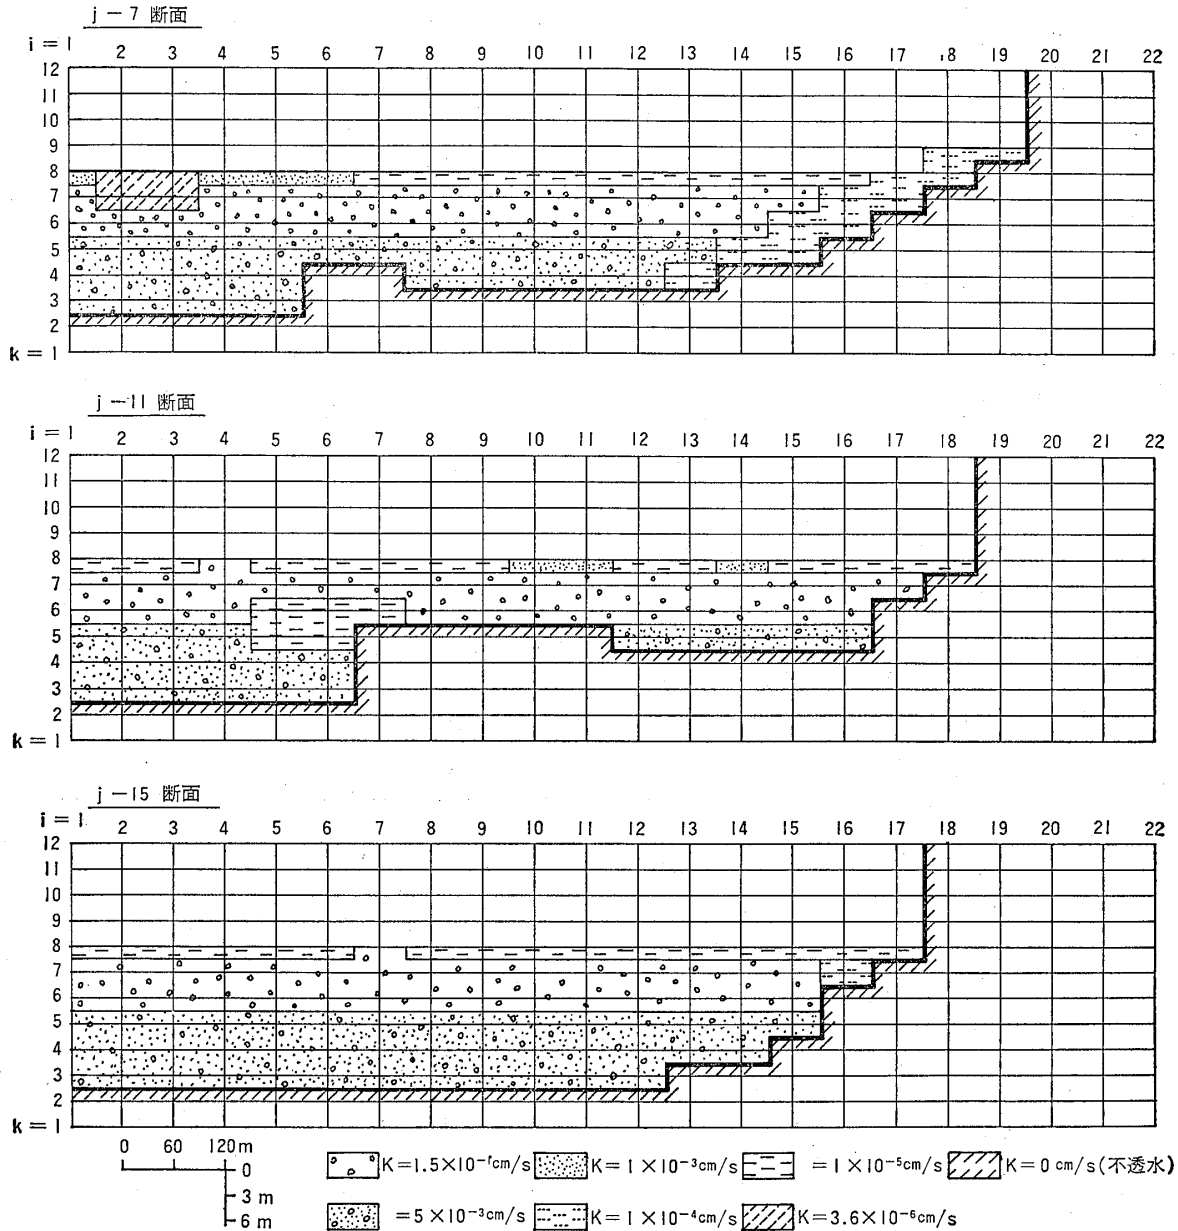 j-7 断面
i = 1 2 3 4 5 6 7 8 9 10 11 12 13 14 15 16 17 18 19 20 21 22
12
11
10
9
8
7
6
5
4
3
2
k = 1
j-11 断面
i = 1 2 3 4 5 6 7 8 9 10 11 12 13 14 15 16 17 18 19 20 21 22
12
11
10
9
8
7
6
5
4
3
2
k = 1
j-15 断面
i = 1 2 3 4 5 6 7 8 9 10 11 12 13 14 15 16 17 18 19 20 21 22
12
11
10
9
8
7
6
5
4
3
2
k = 1
0 60 120m
0
3 m
6 m
K=1.5×10⁻¹cm/s K=1×10⁻³cm/s =1×10⁻⁵cm/s K=0 cm/s(不透水)
=5×10⁻³cm/s K=1×10⁻⁴cm/s K=3.6×10⁻⁶cm/s